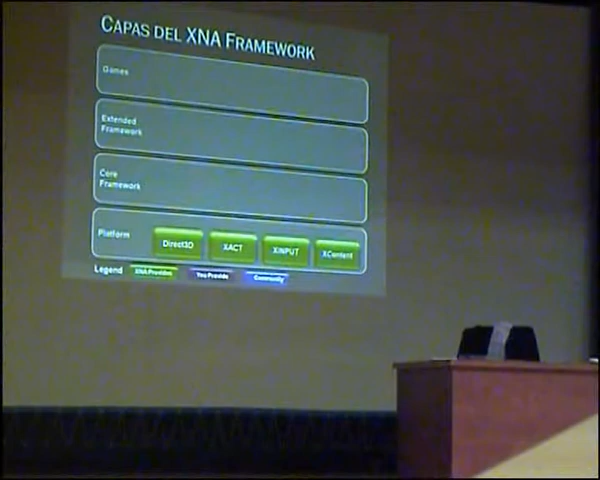 CAPAS DEL XNA FRAMEWORK
Games
Extended
Framework
Core
Framework
Platform
Direct3D
XACT
XINPUT
XContent
Legend
XNA Provides
You Provide
Community